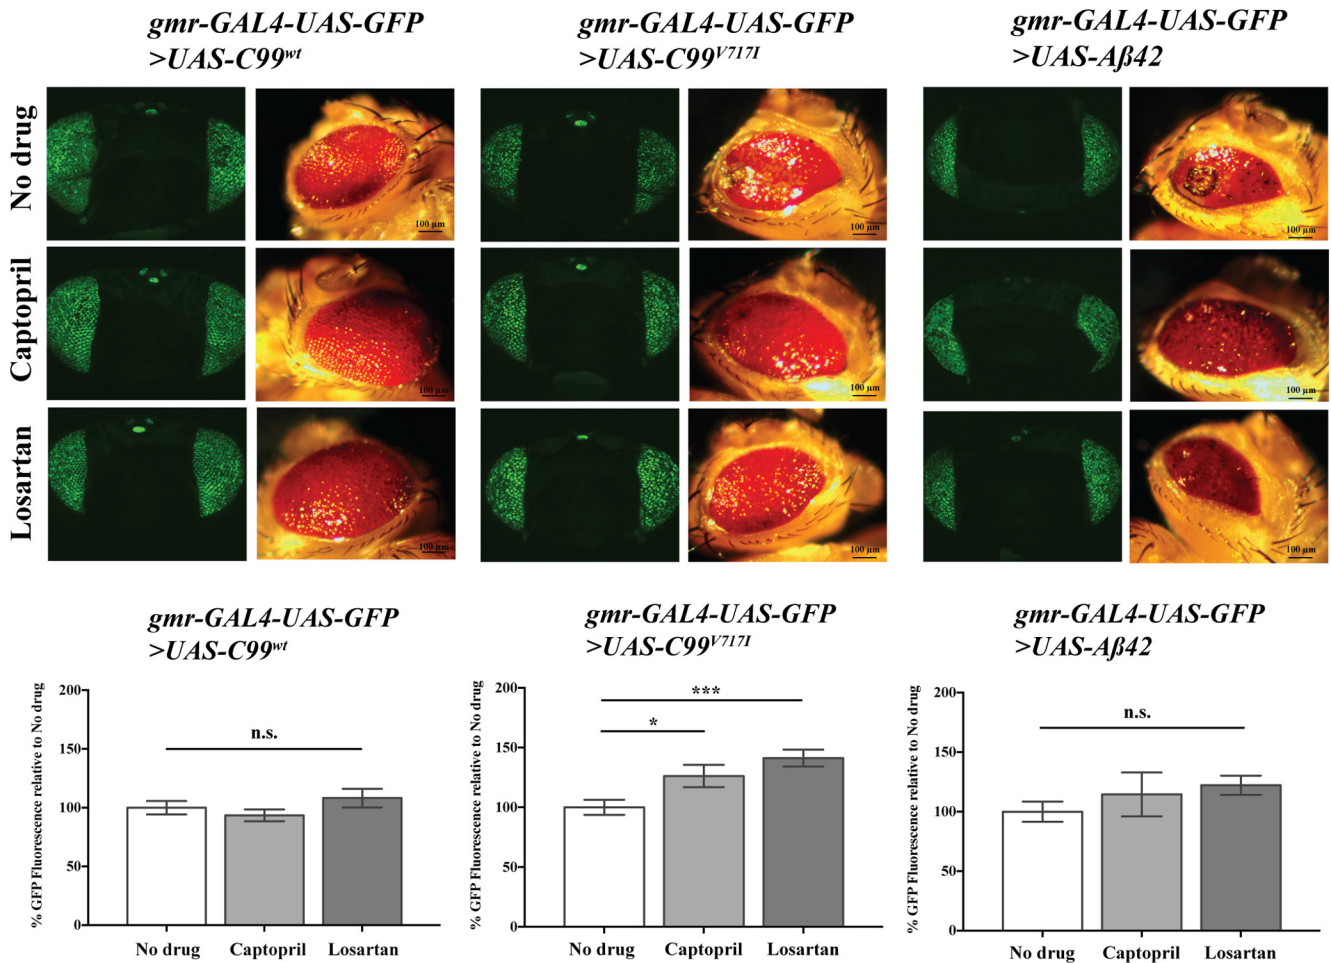 gmr-GAL4-UAS-GFP
>UAS-C99wt
gmr-GAL4-UAS-GFP
>UAS-C99V717I
gmr-GAL4-UAS-GFP
>UAS-Aβ42
No drug
100 µm
100 µm
100 µm
Captopril
100 µm
100 µm
100 µm
Losartan
100 µm
100 µm
100 µm
gmr-GAL4-UAS-GFP
>UAS-C99wt
% GFP Fluorescence relative to No drug
200
150
100
50
0
n.s.
No drug
Captopril
Losartan
gmr-GAL4-UAS-GFP
>UAS-C99V717I
% GFP Fluorescence relative to No drug
200
150
100
50
0
***
*
No drug
Captopril
Losartan
gmr-GAL4-UAS-GFP
>UAS-Aβ42
% GFP Fluorescence relative to No drug
200
150
100
50
0
n.s.
No drug
Captopril
Losartan